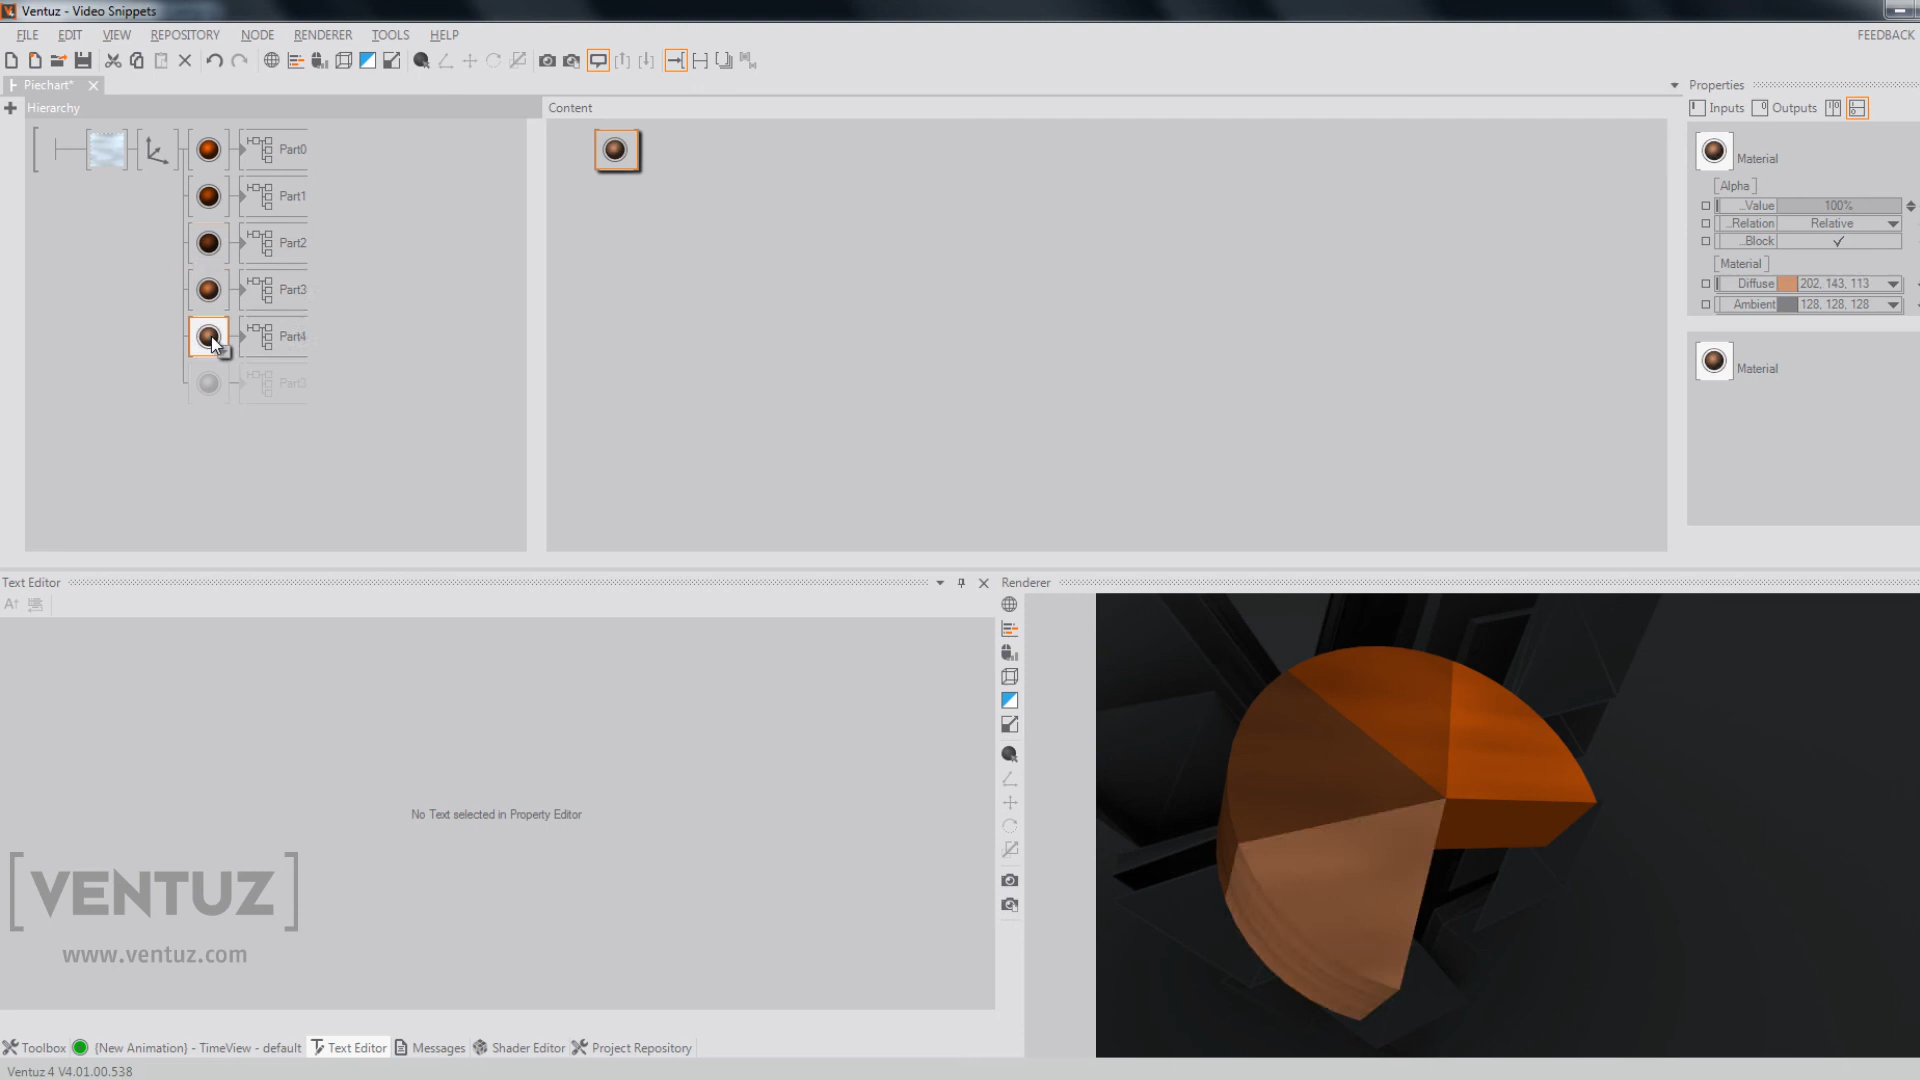 Ventuz - Video Snippets
FILE EDIT VIEW REPOSITORY NODE RENDERER TOOLS HELP FEEDBACK
Piechart*
Properties
Hierarchy
Content
Inputs Outputs
Part0
Part1
Part2
Part3
Part4
Part0
Material
[Alpha]
..Value 100%
..Relation Relative
..Block
[Material]
Diffuse 202, 143, 113
Ambient 128, 128, 128
Material
Text Editor
Renderer
No Text selected in Property Editor
[VENTUZ]
www.ventuz.com
Toolbox {New Animation} - TimeView - default Text Editor Messages Shader Editor Project Repository
Ventuz 4 V4.01.00.538